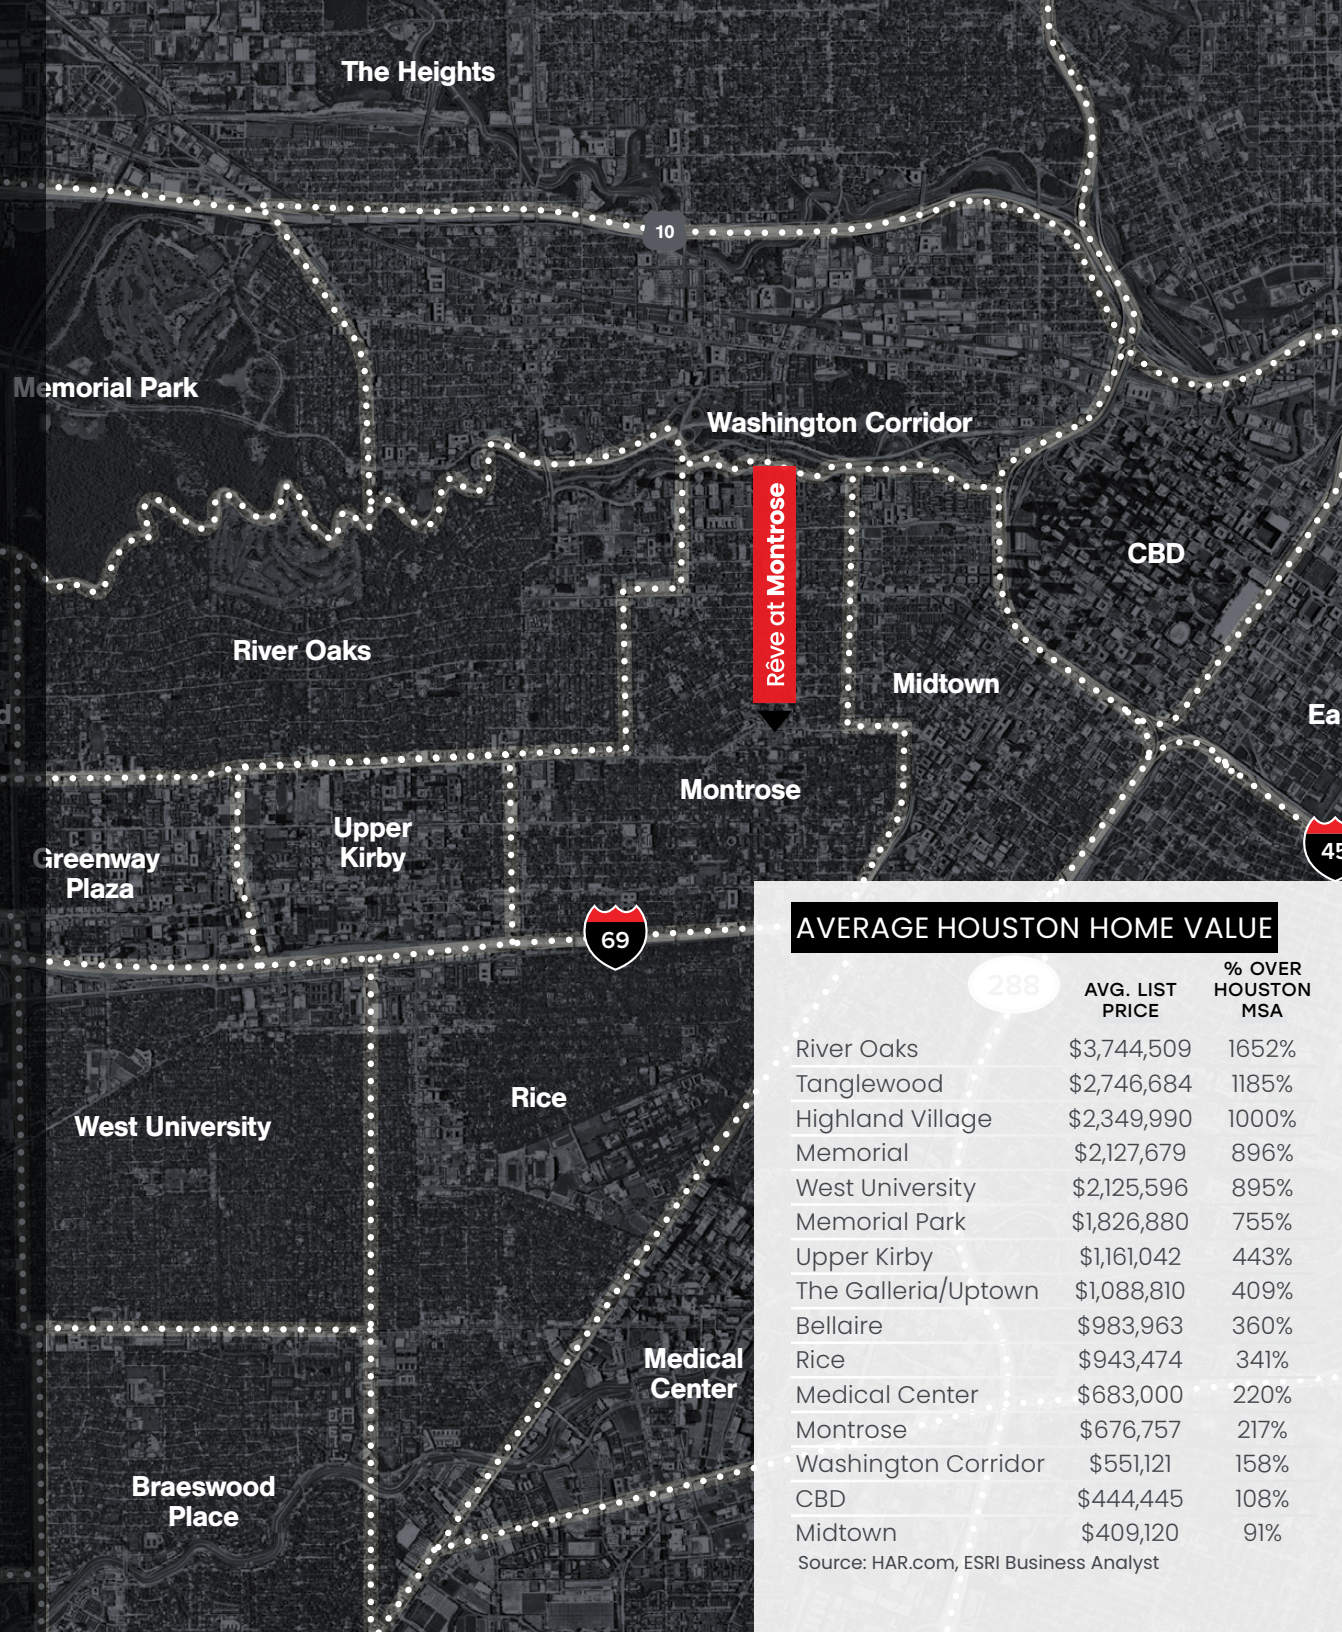 The Heights
10
Memorial Park
Washington Corridor
Rêve at Montrose
CBD
River Oaks
Midtown
Ea
d
Montrose
Upper
Kirby
Greenway
Plaza
45
69
AVERAGE HOUSTON HOME VALUE
288
AVG. LIST PRICE
% OVER HOUSTON MSA
River Oaks $3,744,509 1652%
Tanglewood $2,746,684 1185%
Highland Village $2,349,990 1000%
Memorial $2,127,679 896%
West University $2,125,596 895%
Memorial Park $1,826,880 755%
Upper Kirby $1,161,042 443%
The Galleria/Uptown $1,088,810 409%
Bellaire $983,963 360%
Rice $943,474 341%
Medical Center $683,000 220%
Montrose $676,757 217%
Washington Corridor $551,121 158%
CBD $444,445 108%
Midtown $409,120 91%
Source: HAR.com, ESRI Business Analyst
Rice
West University
Medical
Center
Braeswood
Place